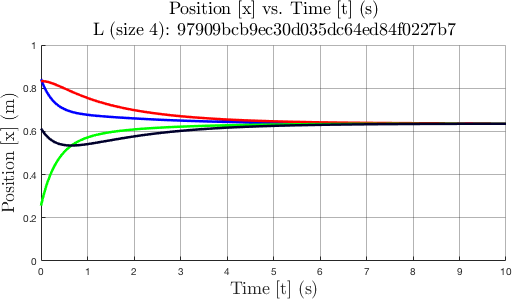 Position [x] vs. Time [t] (s)
L (size 4): 97909bcb9ec30d035dc64ed84f0227b7
Position [x] (m)
1
0.8
0.6
0.4
0.2
0
0 1 2 3 4 5 6 7 8 9 10
Time [t] (s)